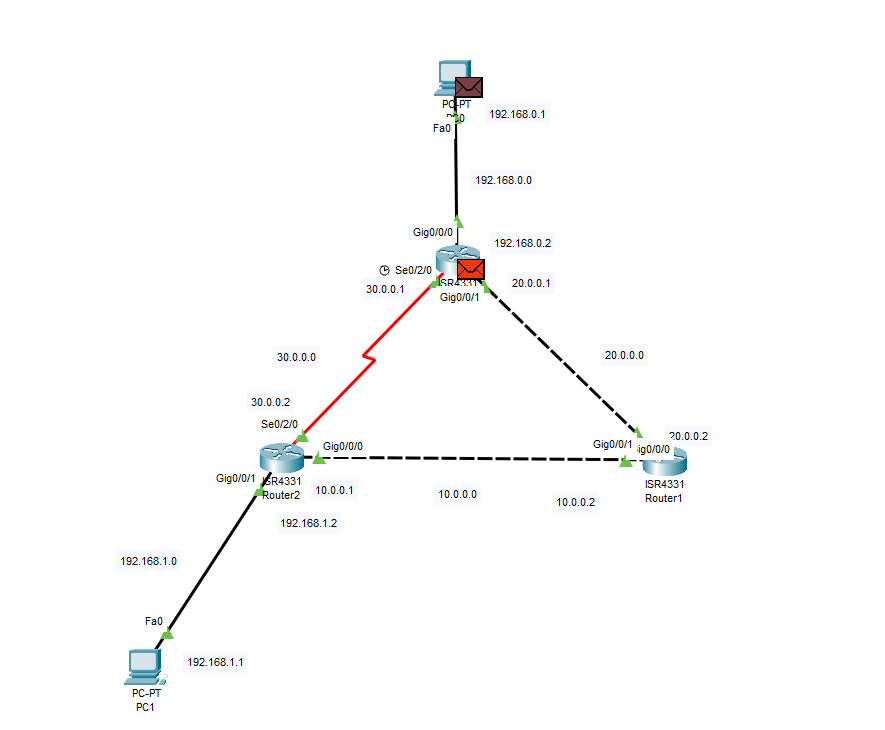 PC-PT
192.168.0.1
Fa0
192.168.0.0
Gig0/0/0
192.168.0.2
Se0/2/0
ISR4331
20.0.0.1
30.0.0.1
Gig0/0/1
30.0.0.0
20.0.0.0
30.0.0.2
Se0/2/0
20.0.0.2
Gig0/0/0
Gig0/0/1
ig0/0/0
Gig0/0/1
ISR4331
Router2
10.0.0.1
10.0.0.0
10.0.0.2
ISR4331
Router1
192.168.1.2
192.168.1.0
Fa0
192.168.1.1
PC-PT
PC1